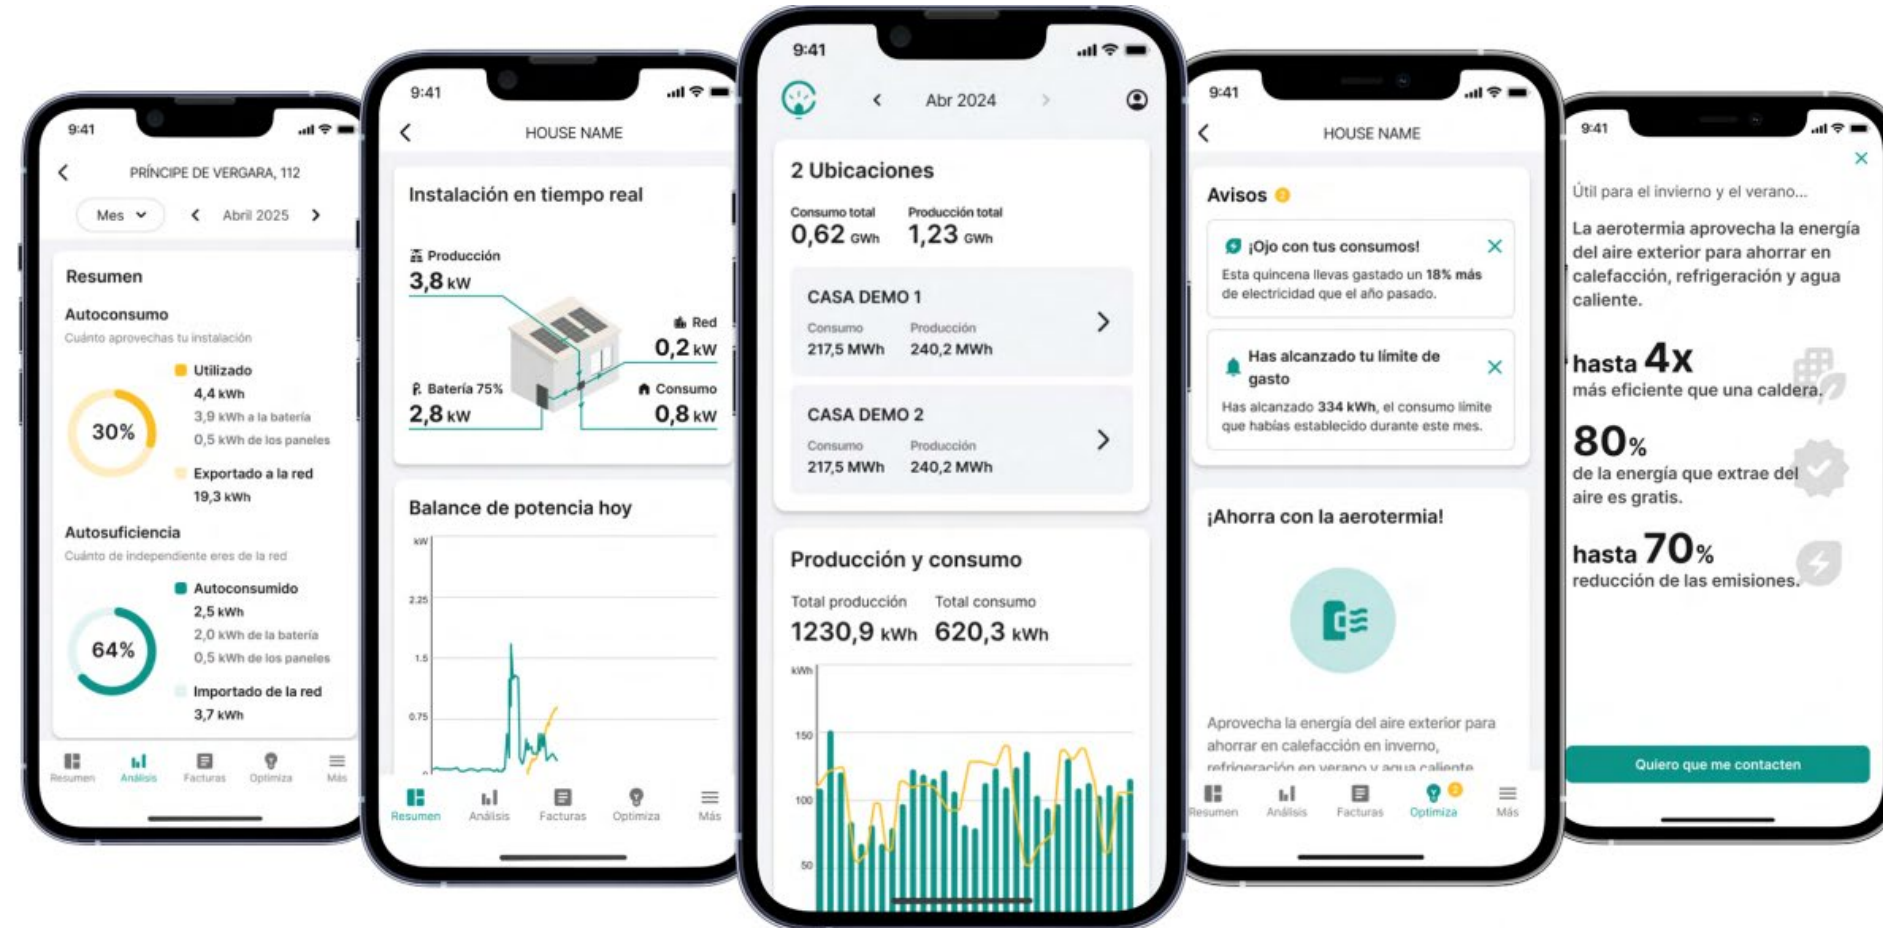 9:41
PRÍNCIPE DE VERGARA, 112
Mes
Abril 2025
Resumen
Autoconsumo
Cuánto aprovechas tu instalación
30%
Utilizado
4,4 kWh
3,9 kWh a la batería
0,5 kWh de los paneles
Exportado a la red
19,3 kWh
Autosuficiencia
Cuánto de independiente eres de la red
64%
Autoconsumido
2,5 kWh
2,0 kWh de la batería
0,5 kWh de los paneles
Importado de la red
3,7 kWh
Resumen Análisis Facturas Optimiza Más
9:41
HOUSE NAME
Instalación en tiempo real
Producción
3,8 kW
Red
0,2 kW
Batería 75%
2,8 kW
Consumo
0,8 kW
Balance de potencia hoy
kW
2.25
1.5
0.75
0
Resumen Análisis Facturas Optimiza Más
9:41
Abr 2024
2 Ubicaciones
Consumo total Producción total
0,62 GWh 1,23 GWh
CASA DEMO 1
Consumo Producción
217,5 MWh 240,2 MWh
CASA DEMO 2
Consumo Producción
217,5 MWh 240,2 MWh
Producción y consumo
Total producción Total consumo
1230,9 kWh 620,3 kWh
kWh
150
100
50
9:41
HOUSE NAME
Avisos 2
¡Ojo con tus consumos!
Esta quincena llevas gastado un 18% más
de electricidad que el año pasado.
Has alcanzado tu límite de
gasto
Has alcanzado 334 kWh, el consumo límite
que habías establecido durante este mes.
¡Ahorra con la aerotermia!
Aprovecha la energía del aire exterior para
ahorrar en calefacción en inverno,
refrigeración en verano y agua caliente
Resumen Análisis Facturas Optimiza 2 Más
9:41
Útil para el invierno y el verano...
La aerotermia aprovecha la energía
del aire exterior para ahorrar en
calefacción, refrigeración y agua
caliente.
hasta 4x
más eficiente que una caldera.
80%
de la energía que extrae del
aire es gratis.
hasta 70%
reducción de las emisiones.
Quiero que me contacten